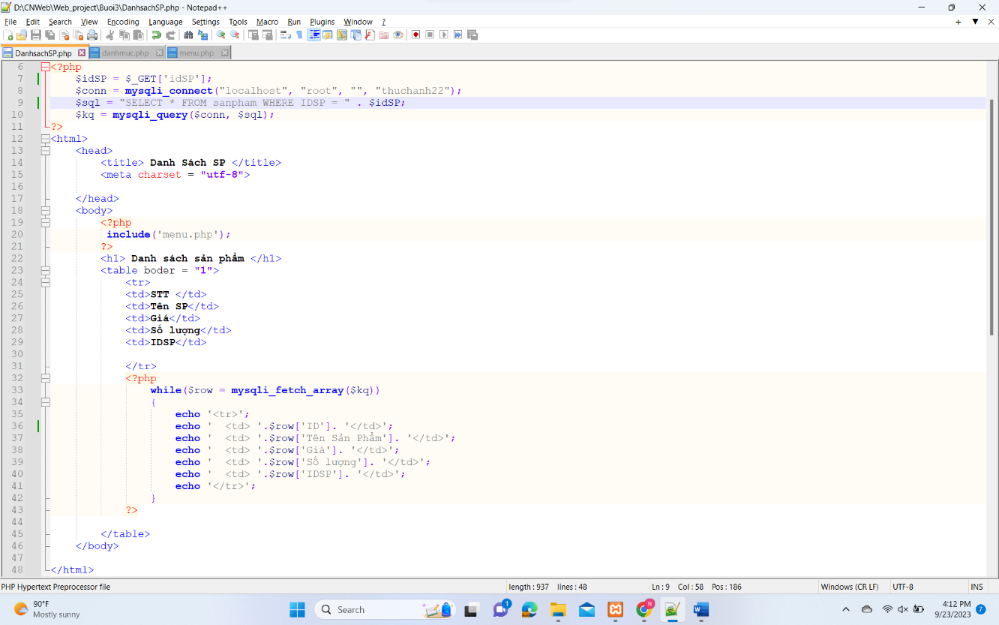 D:\CNWeb\Web_project\Buoi3\DanhsachSP.php - Notepad++
File Edit Search View Encoding Language Settings Tools Macro Run Plugins Window ?
DanhsachSP.php danhmuc.php menu.php
6 <?php
7 $idSP = $_GET['idSP'];
8 $conn = mysqli_connect("localhost", "root", "", "thuchanh22");
9 $sql = "SELECT * FROM sanpham WHERE IDSP = " . $idSP;
10 $kq = mysqli_query($conn, $sql);
11 ?>
12 <html>
13 <head>
14 <title> Danh Sách SP </title>
15 <meta charset = "utf-8">
16
17 </head>
18 <body>
19 <?php
20 include('menu.php');
21 ?>
22 <h1> Danh sách sản phẩm </h1>
23 <table boder = "1">
24 <tr>
25 <td>STT </td>
26 <td>Tên SP</td>
27 <td>Giá</td>
28 <td>Số lượng</td>
29 <td>IDSP</td>
30
31 </tr>
32 <?php
33 while($row = mysqli_fetch_array($kq))
34 {
35 echo '<tr>';
36 echo '  <td> '.$row['ID']. '</td>';
37 echo '  <td> '.$row['Tên Sản Phẩm']. '</td>';
38 echo '  <td> '.$row['Giá']. '</td>';
39 echo '  <td> '.$row['Số lượng']. '</td>';
40 echo '  <td> '.$row['IDSP']. '</td>';
41 echo '</tr>';
42 }
43 ?>
44
45 </table>
46 </body>
47
48 </html>
PHP Hypertext Preprocessor file length : 937 lines : 48 Ln : 9 Col : 58 Pos : 186 Windows (CR LF) UTF-8 INS
90°F
Mostly sunny
Search
1
N
4:12 PM
9/23/2023
7